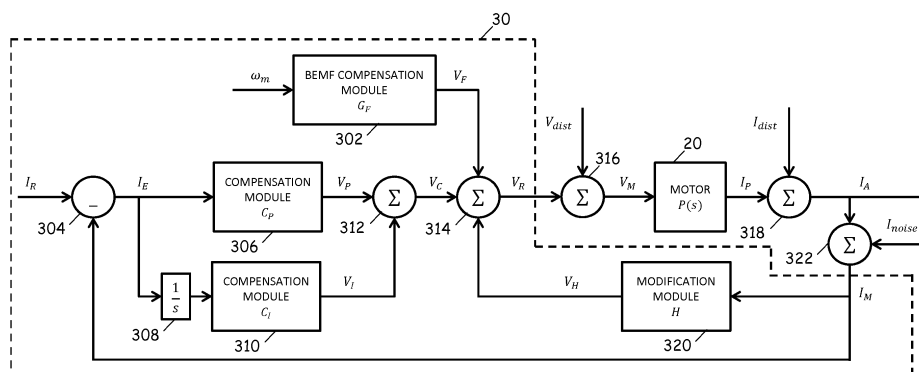 30
ω_m
BEMF COMPENSATION
MODULE
G_F
302
V_F
V_dist
I_dist
20
316
I_R
−
304
I_E
COMPENSATION
MODULE
C_P
306
V_P
Σ
312
V_C
Σ
314
V_R
Σ
V_M
MOTOR
P(s)
I_P
Σ
318
I_A
I_noise
Σ
322
1
s
308
COMPENSATION
MODULE
C_I
310
V_I
V_H
MODIFICATION
MODULE
H
320
I_M